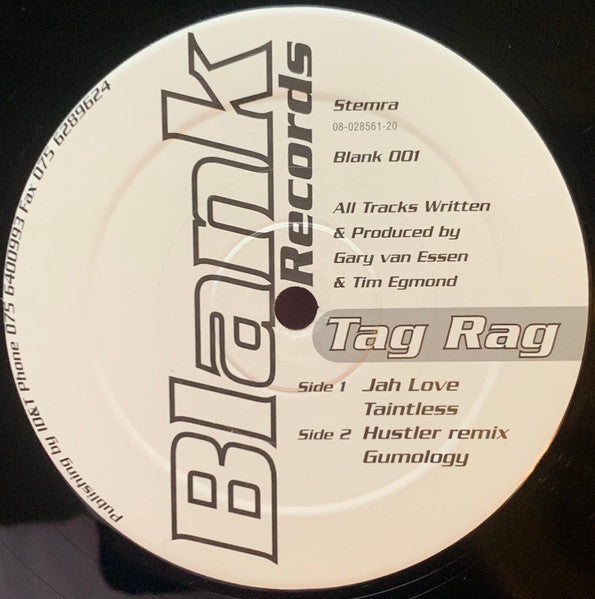 Blank
Records
Stemra
08-028561-20
Blank 001
All Tracks Written
& Produced by
Gary van Essen
& Tim Egmond
Tag Rag
Side 1 Jah Love
Taintless
Side 2 Hustler remix
Gumology
Publishing by ID&T Phone 075 6400993 Fax 075 6289624